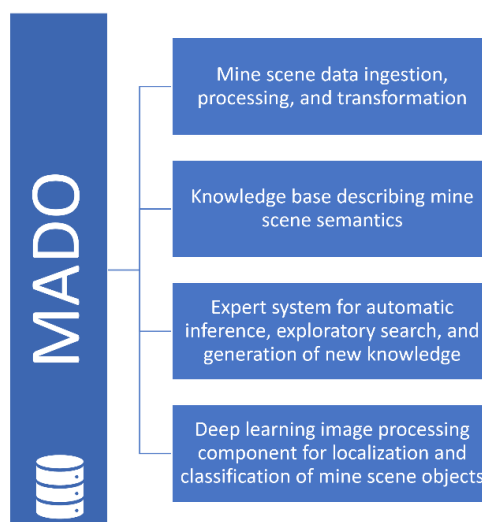 MADO
Mine scene data ingestion,
processing, and transformation
Knowledge base describing mine
scene semantics
Expert system for automatic
inference, exploratory search, and
generation of new knowledge
Deep learning image processing
component for localization and
classification of mine scene objects